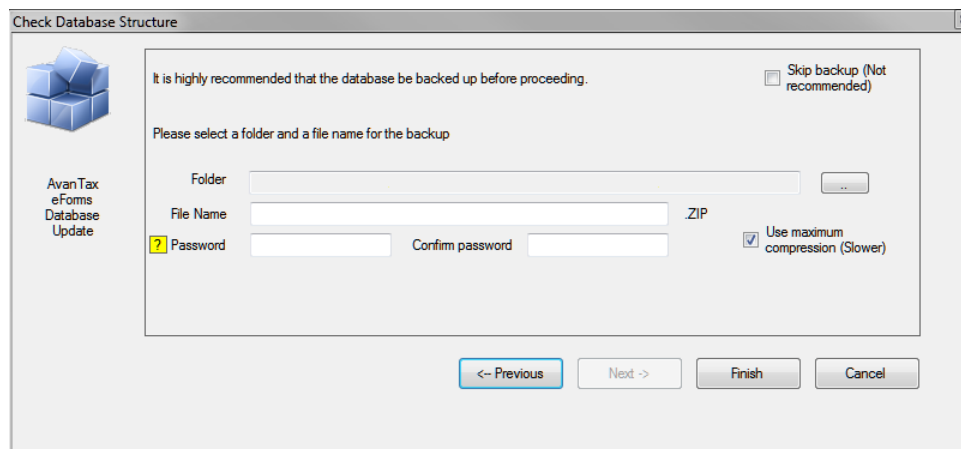 Check Database Structure
It is highly recommended that the database be backed up before proceeding.
Skip backup (Not
recommended)
Please select a folder and a file name for the backup
AvanTax
eForms
Database
Update
Folder
..
File Name
.ZIP
? Password
Confirm password
Use maximum
compression (Slower)
<-- Previous
Next ->
Finish
Cancel